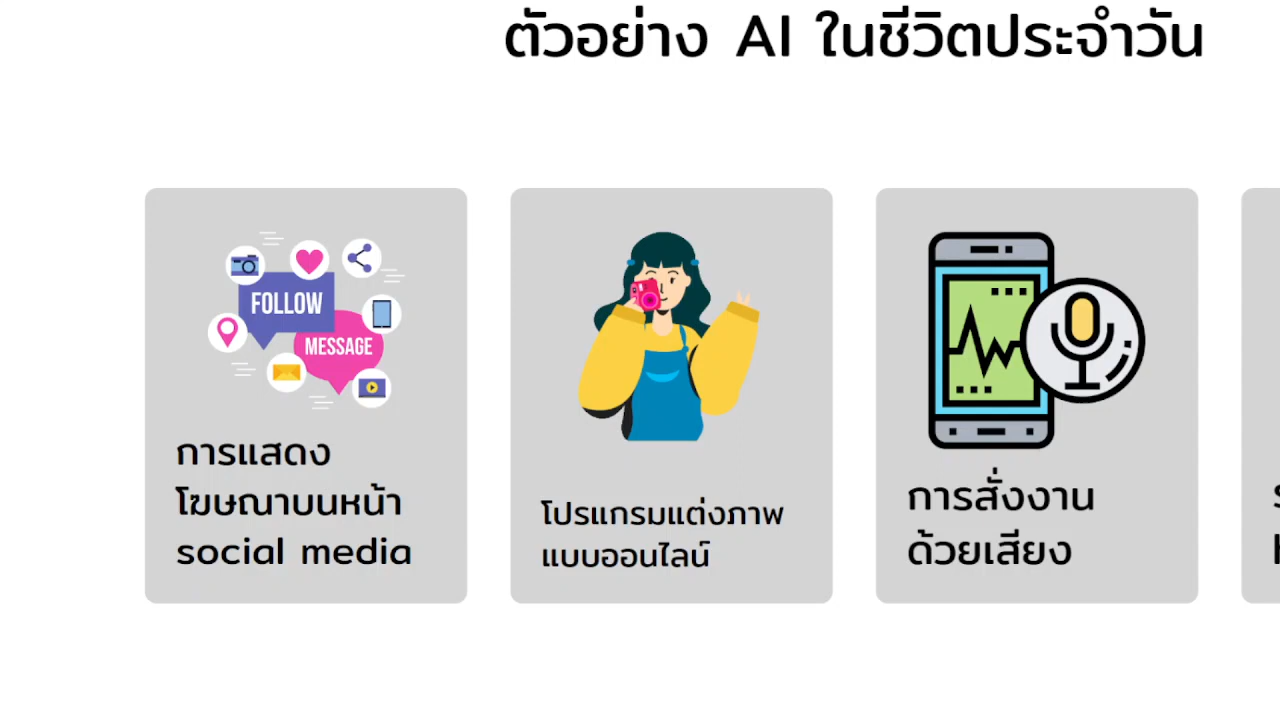 ตัวอย่าง AI ในชีวิตประจำวัน
FOLLOW
MESSAGE
การแสดง
โฆษณาบนหน้า
social media
โปรแกรมแต่งภาพ
แบบออนไลน์
การสั่งงาน
ด้วยเสียง